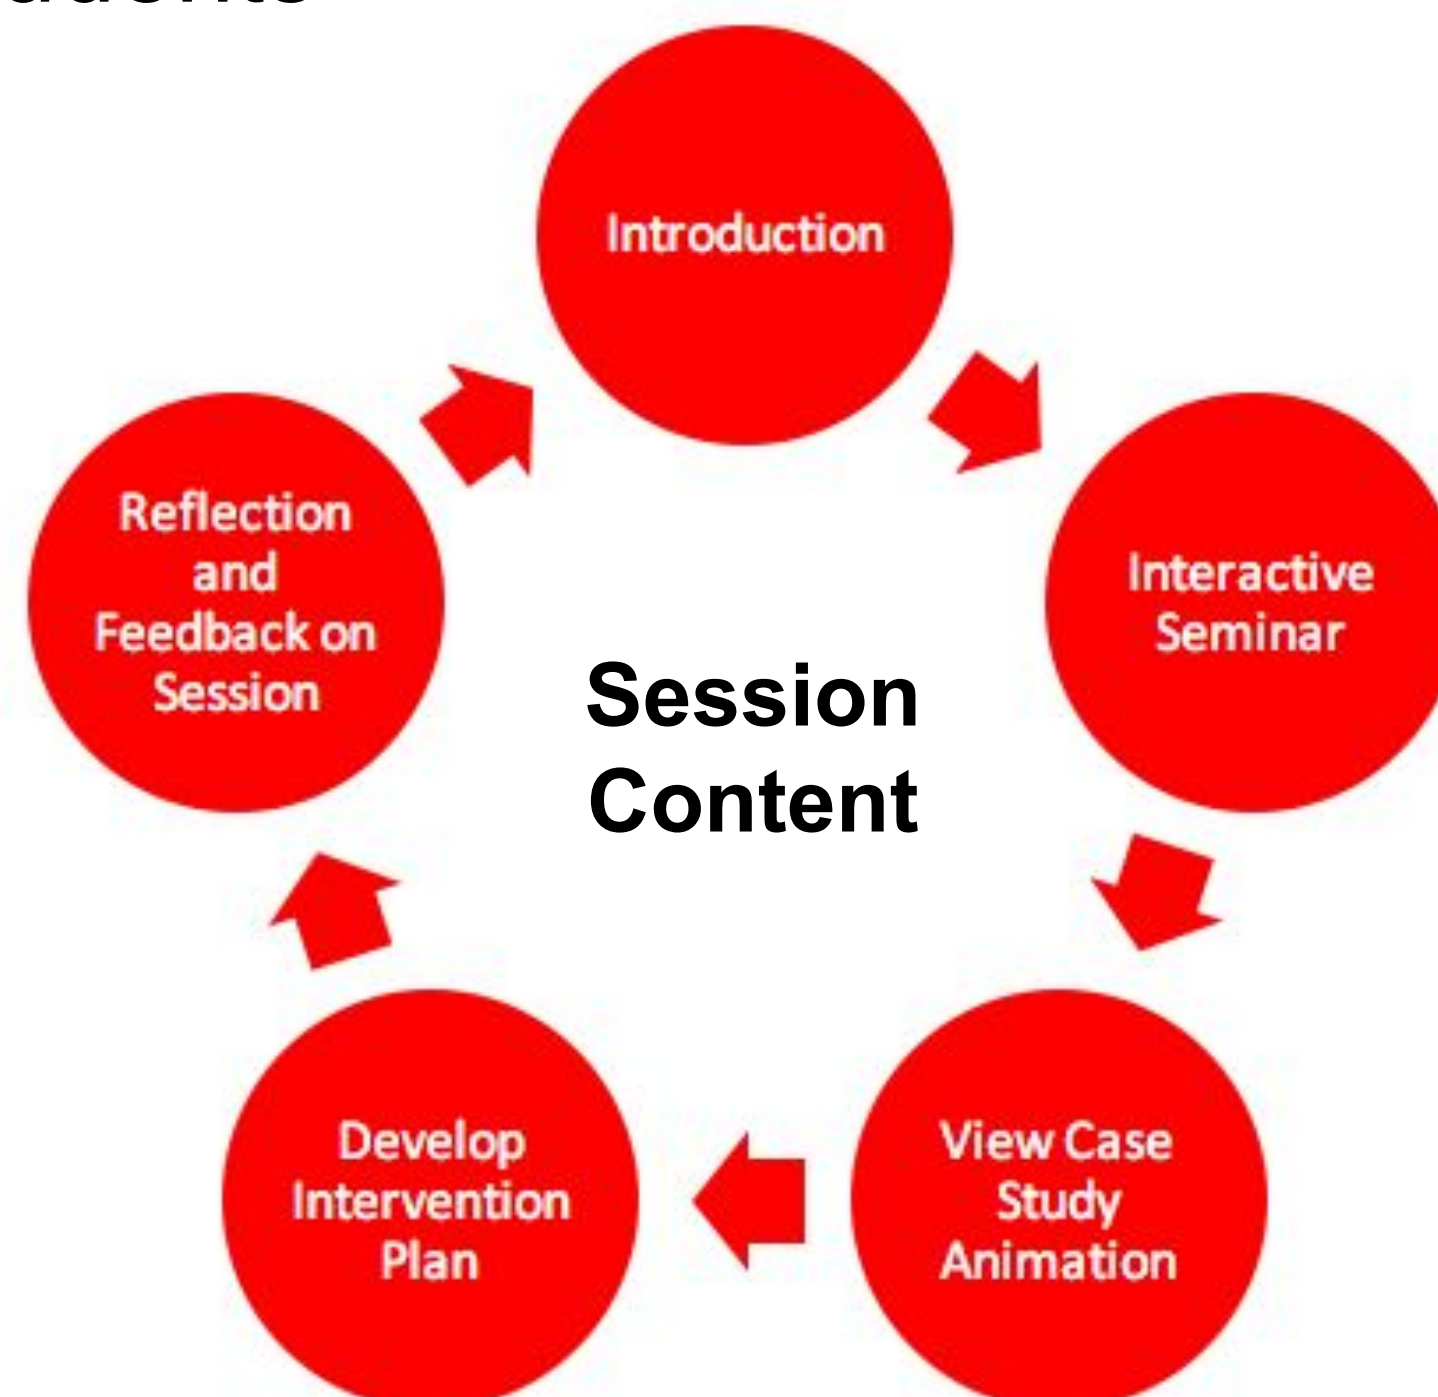 Introduction
Interactive
Seminar
View Case
Study
Animation
Develop
Intervention
Plan
Reflection
and
Feedback on
Session
Session
Content